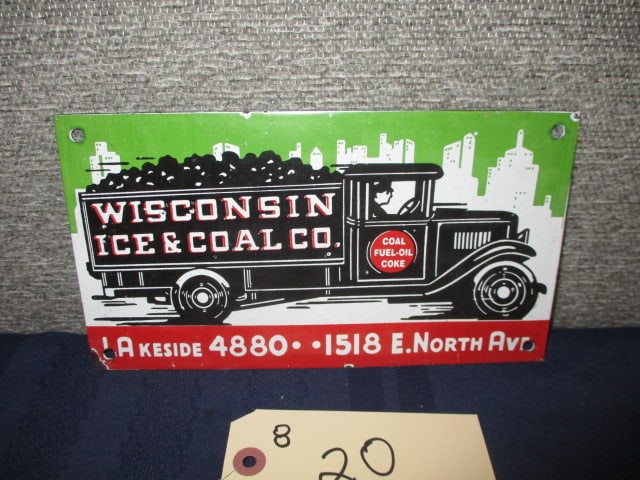 WISCONSIN
ICE & COAL CO.
COAL
FUEL-OIL
COKE
LAKESIDE 4880 • • 1518 E. NORTH AVE
8
20